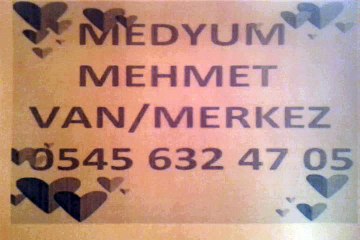 MEDYUM
MEHMET
VAN/MERKEZ
0545 632 47 05